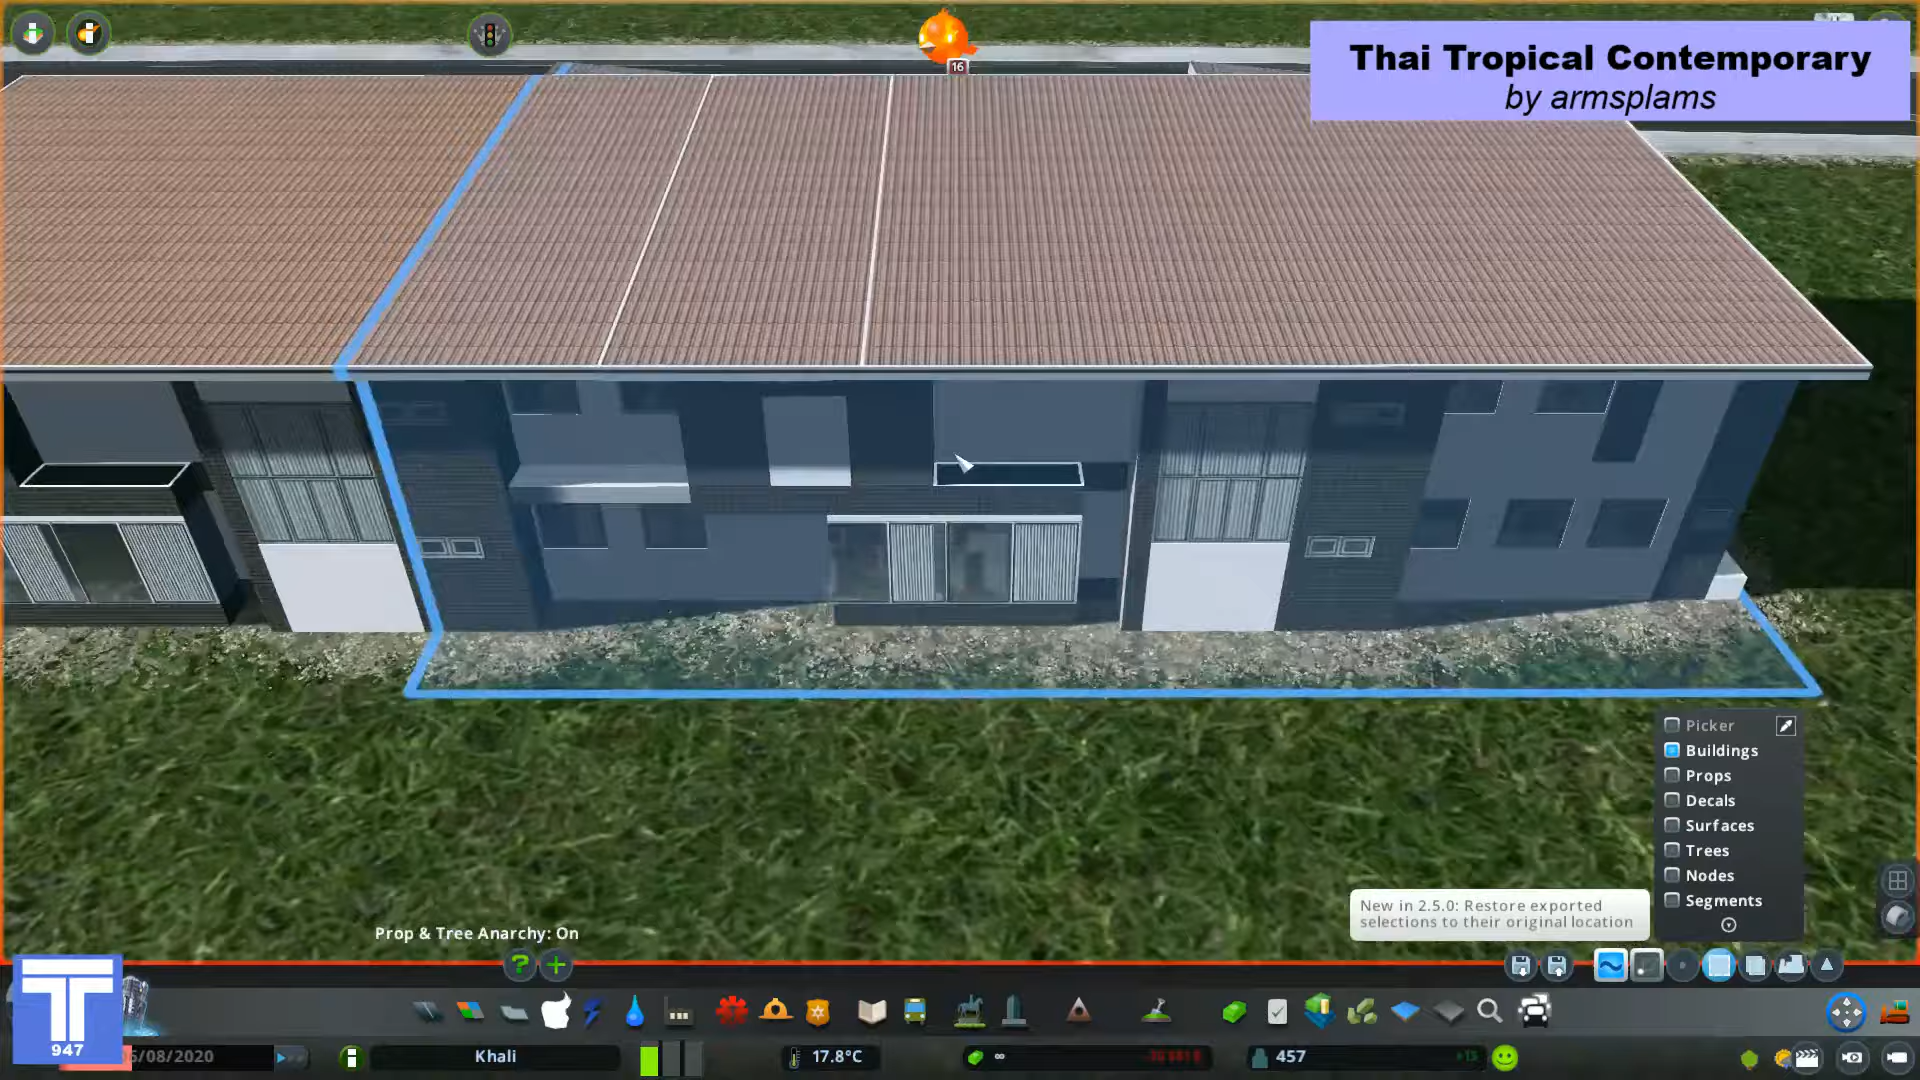 16
Thai Tropical Contemporary
by armsplams
Picker
Buildings
Props
Decals
Surfaces
Trees
Nodes
Segments
New in 2.5.0: Restore exported
selections to their original location
Prop & Tree Anarchy: On
T
947
/08/2020
Khali
17.8°C
∞
457
+15